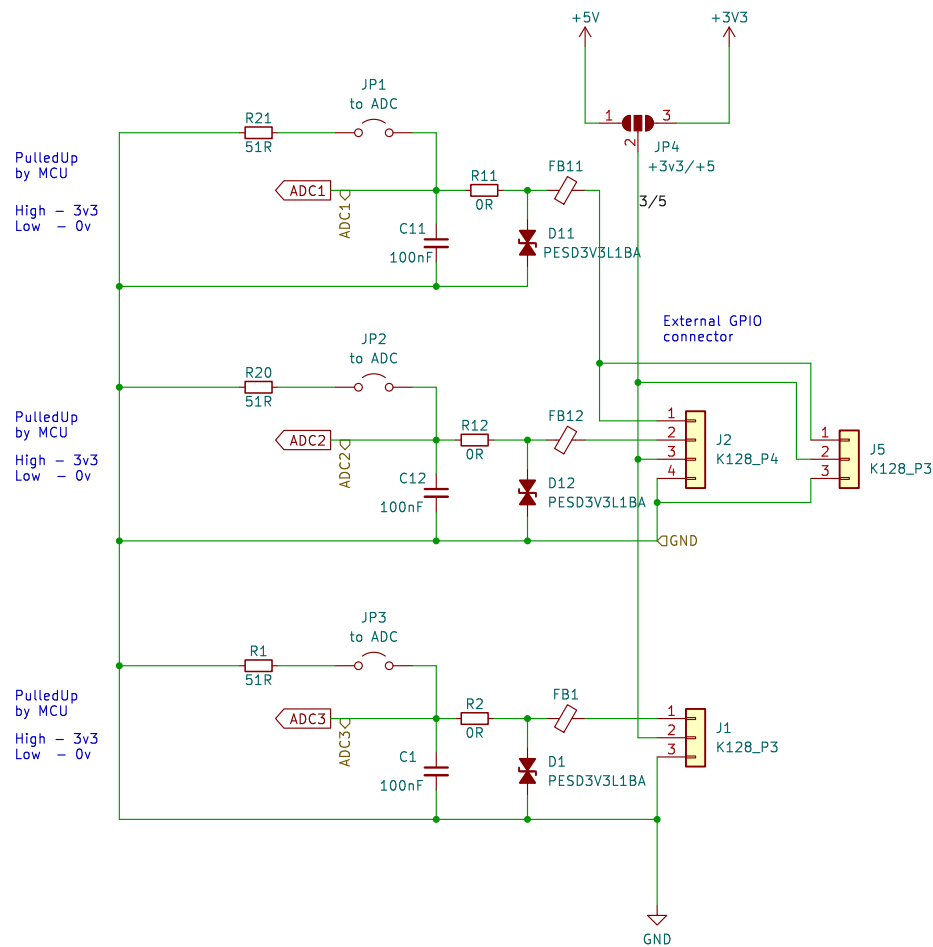 +5V
+3V3
JP1
to ADC
R21
51R
1
3
2
JP4
+3v3/+5
PulledUp
by MCU
High – 3v3
Low  – 0v
ADC1
ADC1
R11
0R
FB11
3/5
C11
100nF
D11
PESD3V3L1BA
External GPIO
connector
JP2
to ADC
R20
51R
PulledUp
by MCU
High – 3v3
Low  – 0v
ADC2
ADC2
R12
0R
FB12
1
2
3
4
J2
K128_P4
1
2
3
J5
K128_P3
C12
100nF
D12
PESD3V3L1BA
GND
JP3
to ADC
R1
51R
PulledUp
by MCU
High – 3v3
Low  – 0v
ADC3
ADC3
R2
0R
FB1
1
2
3
J1
K128_P3
C1
100nF
D1
PESD3V3L1BA
GND